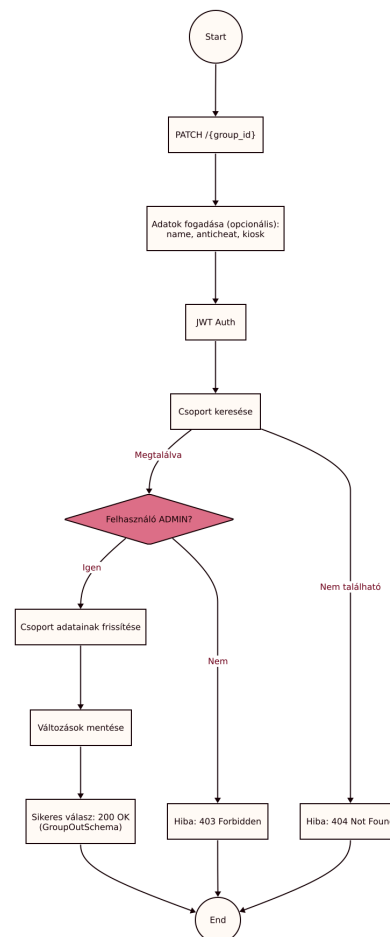 Start
PATCH /{group_id}
Adatok fogadása (opcionális):
name, anticheat, kiosk
JWT Auth
Csoport keresése
Megtalálva
Felhasználó ADMIN?
Igen
Nem található
Csoport adatainak frissítése
Nem
Változások mentése
Sikeres válasz: 200 OK
(GroupOutSchema)
Hiba: 403 Forbidden
Hiba: 404 Not Foun
End